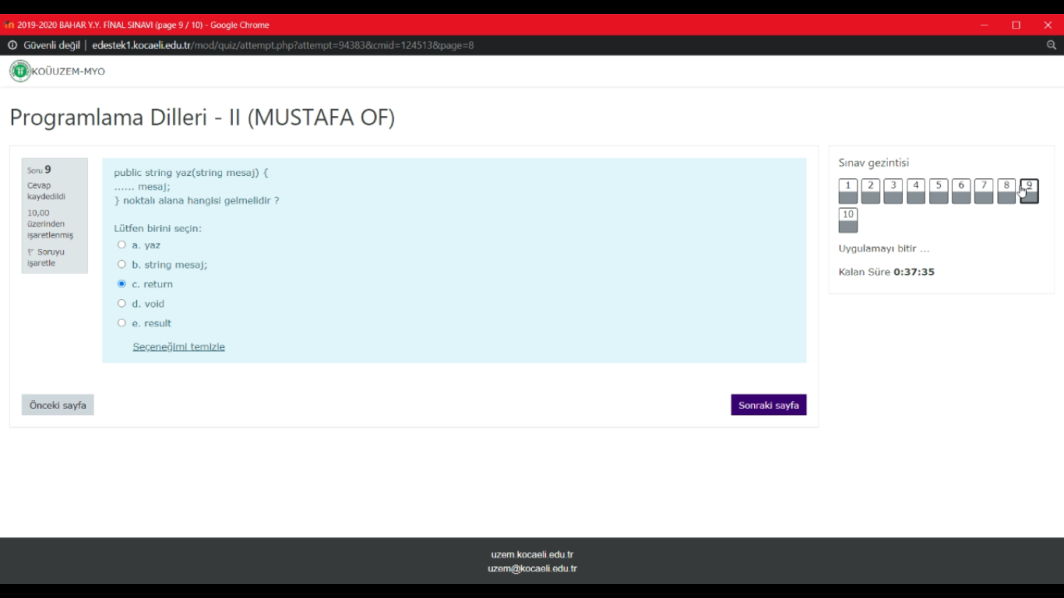 2019-2020 BAHAR Y.Y. FİNAL SINAVI (page 9 / 10) - Google Chrome
Güvenli değil | edestek1.kocaeli.edu.tr/mod/quiz/attempt.php?attempt=94383&cmid=124513&page=8
KOÜUZEM-MYO
Programlama Dilleri - II (MUSTAFA OF)
Soru 9
Cevap
kaydedildi
10,00
üzerinden
işaretlenmiş
Soruyu
işaretle
public string yaz(string mesaj) {
...... mesaj;
} noktalı alana hangisi gelmelidir ?
Lütfen birini seçin:
a. yaz
b. string mesaj;
c. return
d. void
e. result
Seçeneğimi temizle
Önceki sayfa
Sonraki sayfa
Sınav gezintisi
1 2 3 4 5 6 7 8 9
10
Uygulamayı bitir ...
Kalan Süre 0:37:35
uzem.kocaeli.edu.tr
uzem@kocaeli.edu.tr